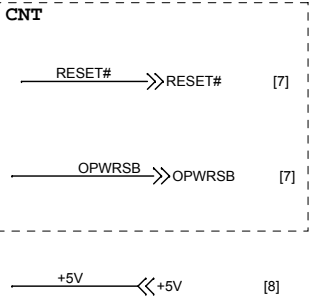 CNT
RESET# RESET# [7]
OPWRSB OPWRSB [7]
+5V +5V [8]